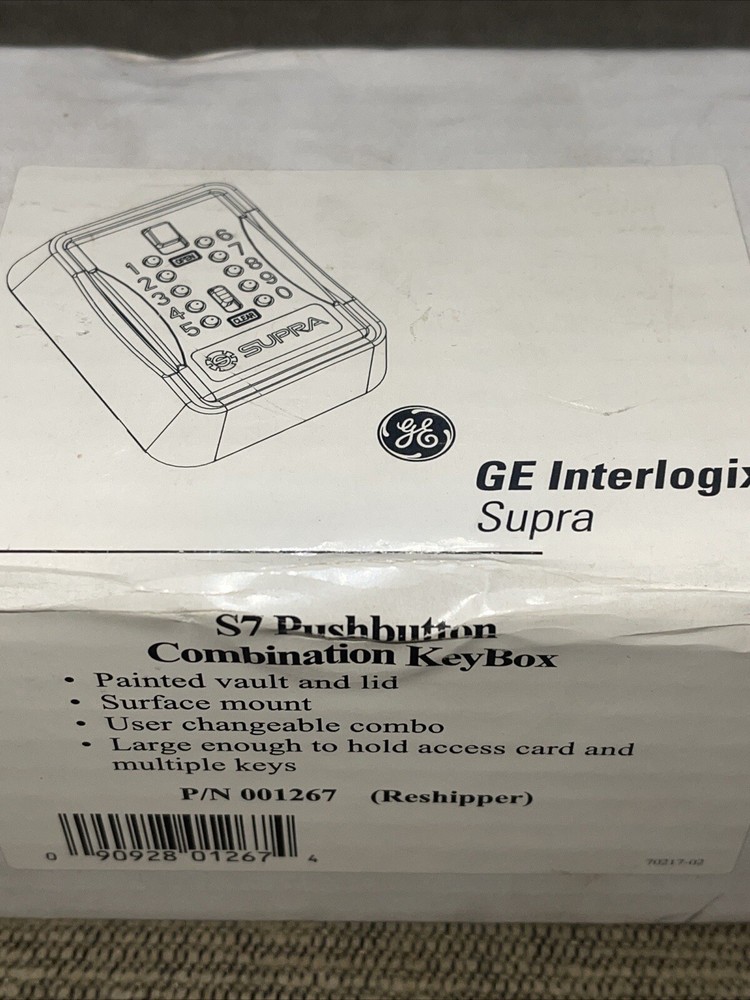 6
1 OPEN 7
2 8
3 9
4 0
5 CLEAR
S SUPRA
GE
GE Interlogix
Supra
S7 Pushbutton
Combination KeyBox
• Painted vault and lid
• Surface mount
• User changeable combo
• Large enough to hold access card and
multiple keys
P/N 001267 (Reshipper)
0 90928 01267 4
70217-02